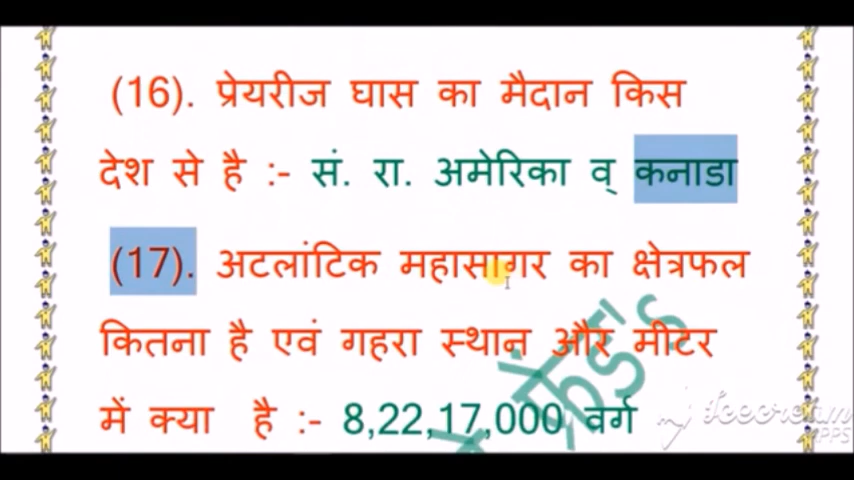 (16). प्रेयरीज घास का मैदान किस
देश से है :- सं. रा. अमेरिका व् कनाडा
(17). अटलांटिक महासागर का क्षेत्रफल
कितना है एवं गहरा स्थान और मीटर
में क्या है :- 8,22,17,000 वर्ग